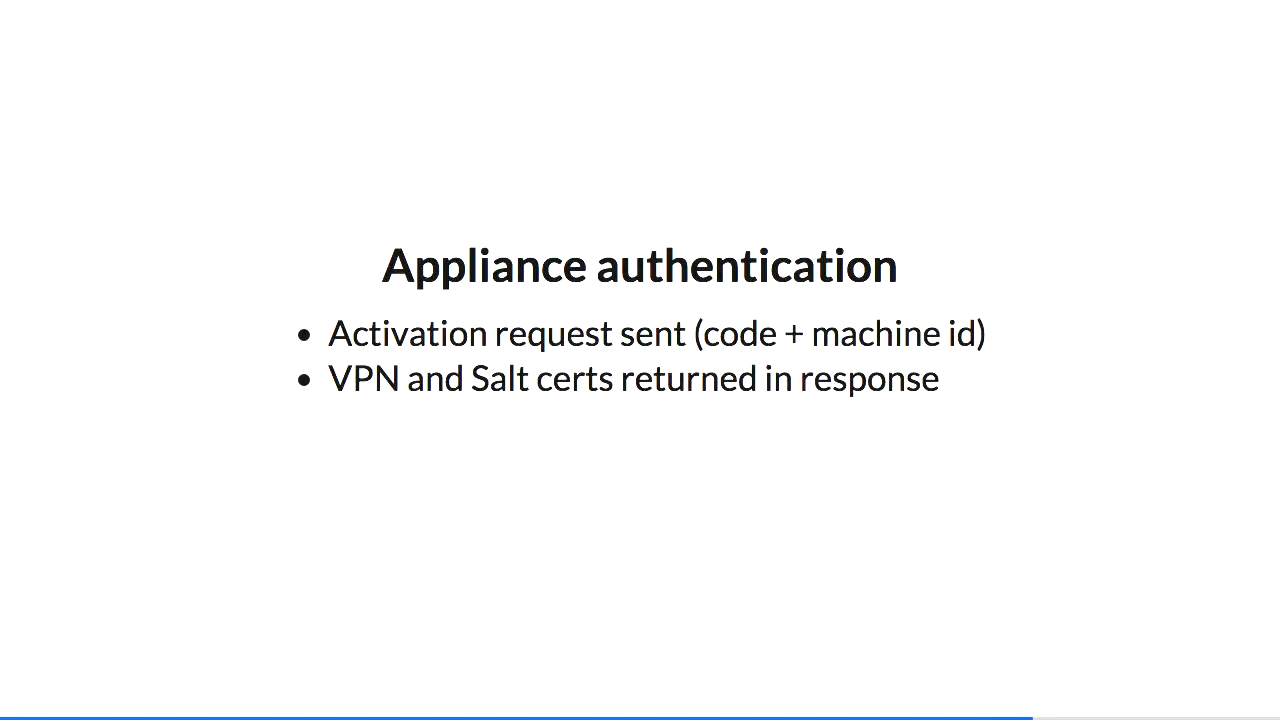 Appliance authentication
• Activation request sent (code + machine id)
• VPN and Salt certs returned in response